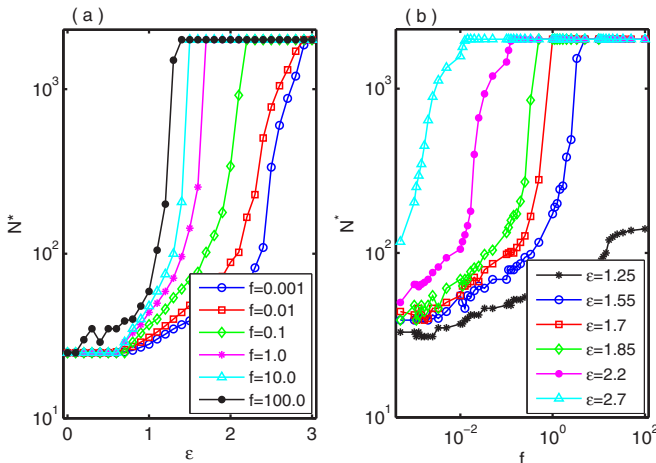 ( a )
N*
10³
10²
10¹
0
1
2
3
ε
f=0.001
f=0.01
f=0.1
f=1.0
f=10.0
f=100.0
( b )
N*
10³
10²
10¹
10⁻²
10⁰
10²
f
ε=1.25
ε=1.55
ε=1.7
ε=1.85
ε=2.2
ε=2.7